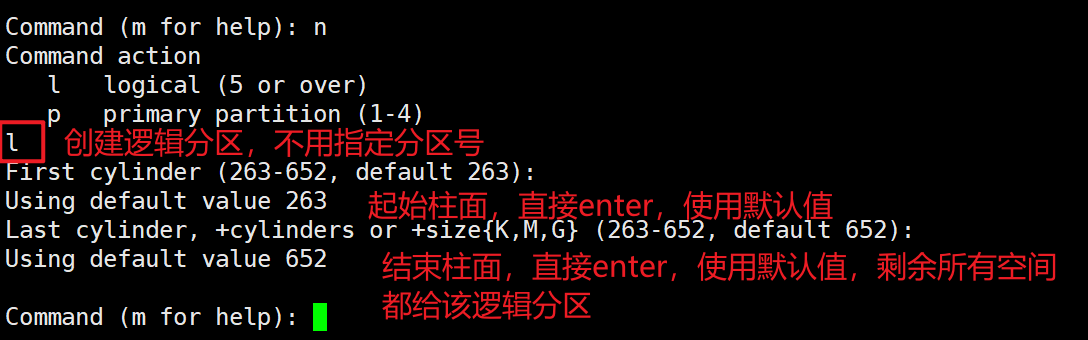 Command (m for help): n
Command action
l   logical (5 or over)
p   primary partition (1-4)
l   创建逻辑分区，不用指定分区号
First cylinder (263-652, default 263):
Using default value 263   起始柱面，直接enter，使用默认值
Last cylinder, +cylinders or +size{K,M,G} (263-652, default 652):
Using default value 652   结束柱面，直接enter，使用默认值，剩余所有空间
都给该逻辑分区
Command (m for help):